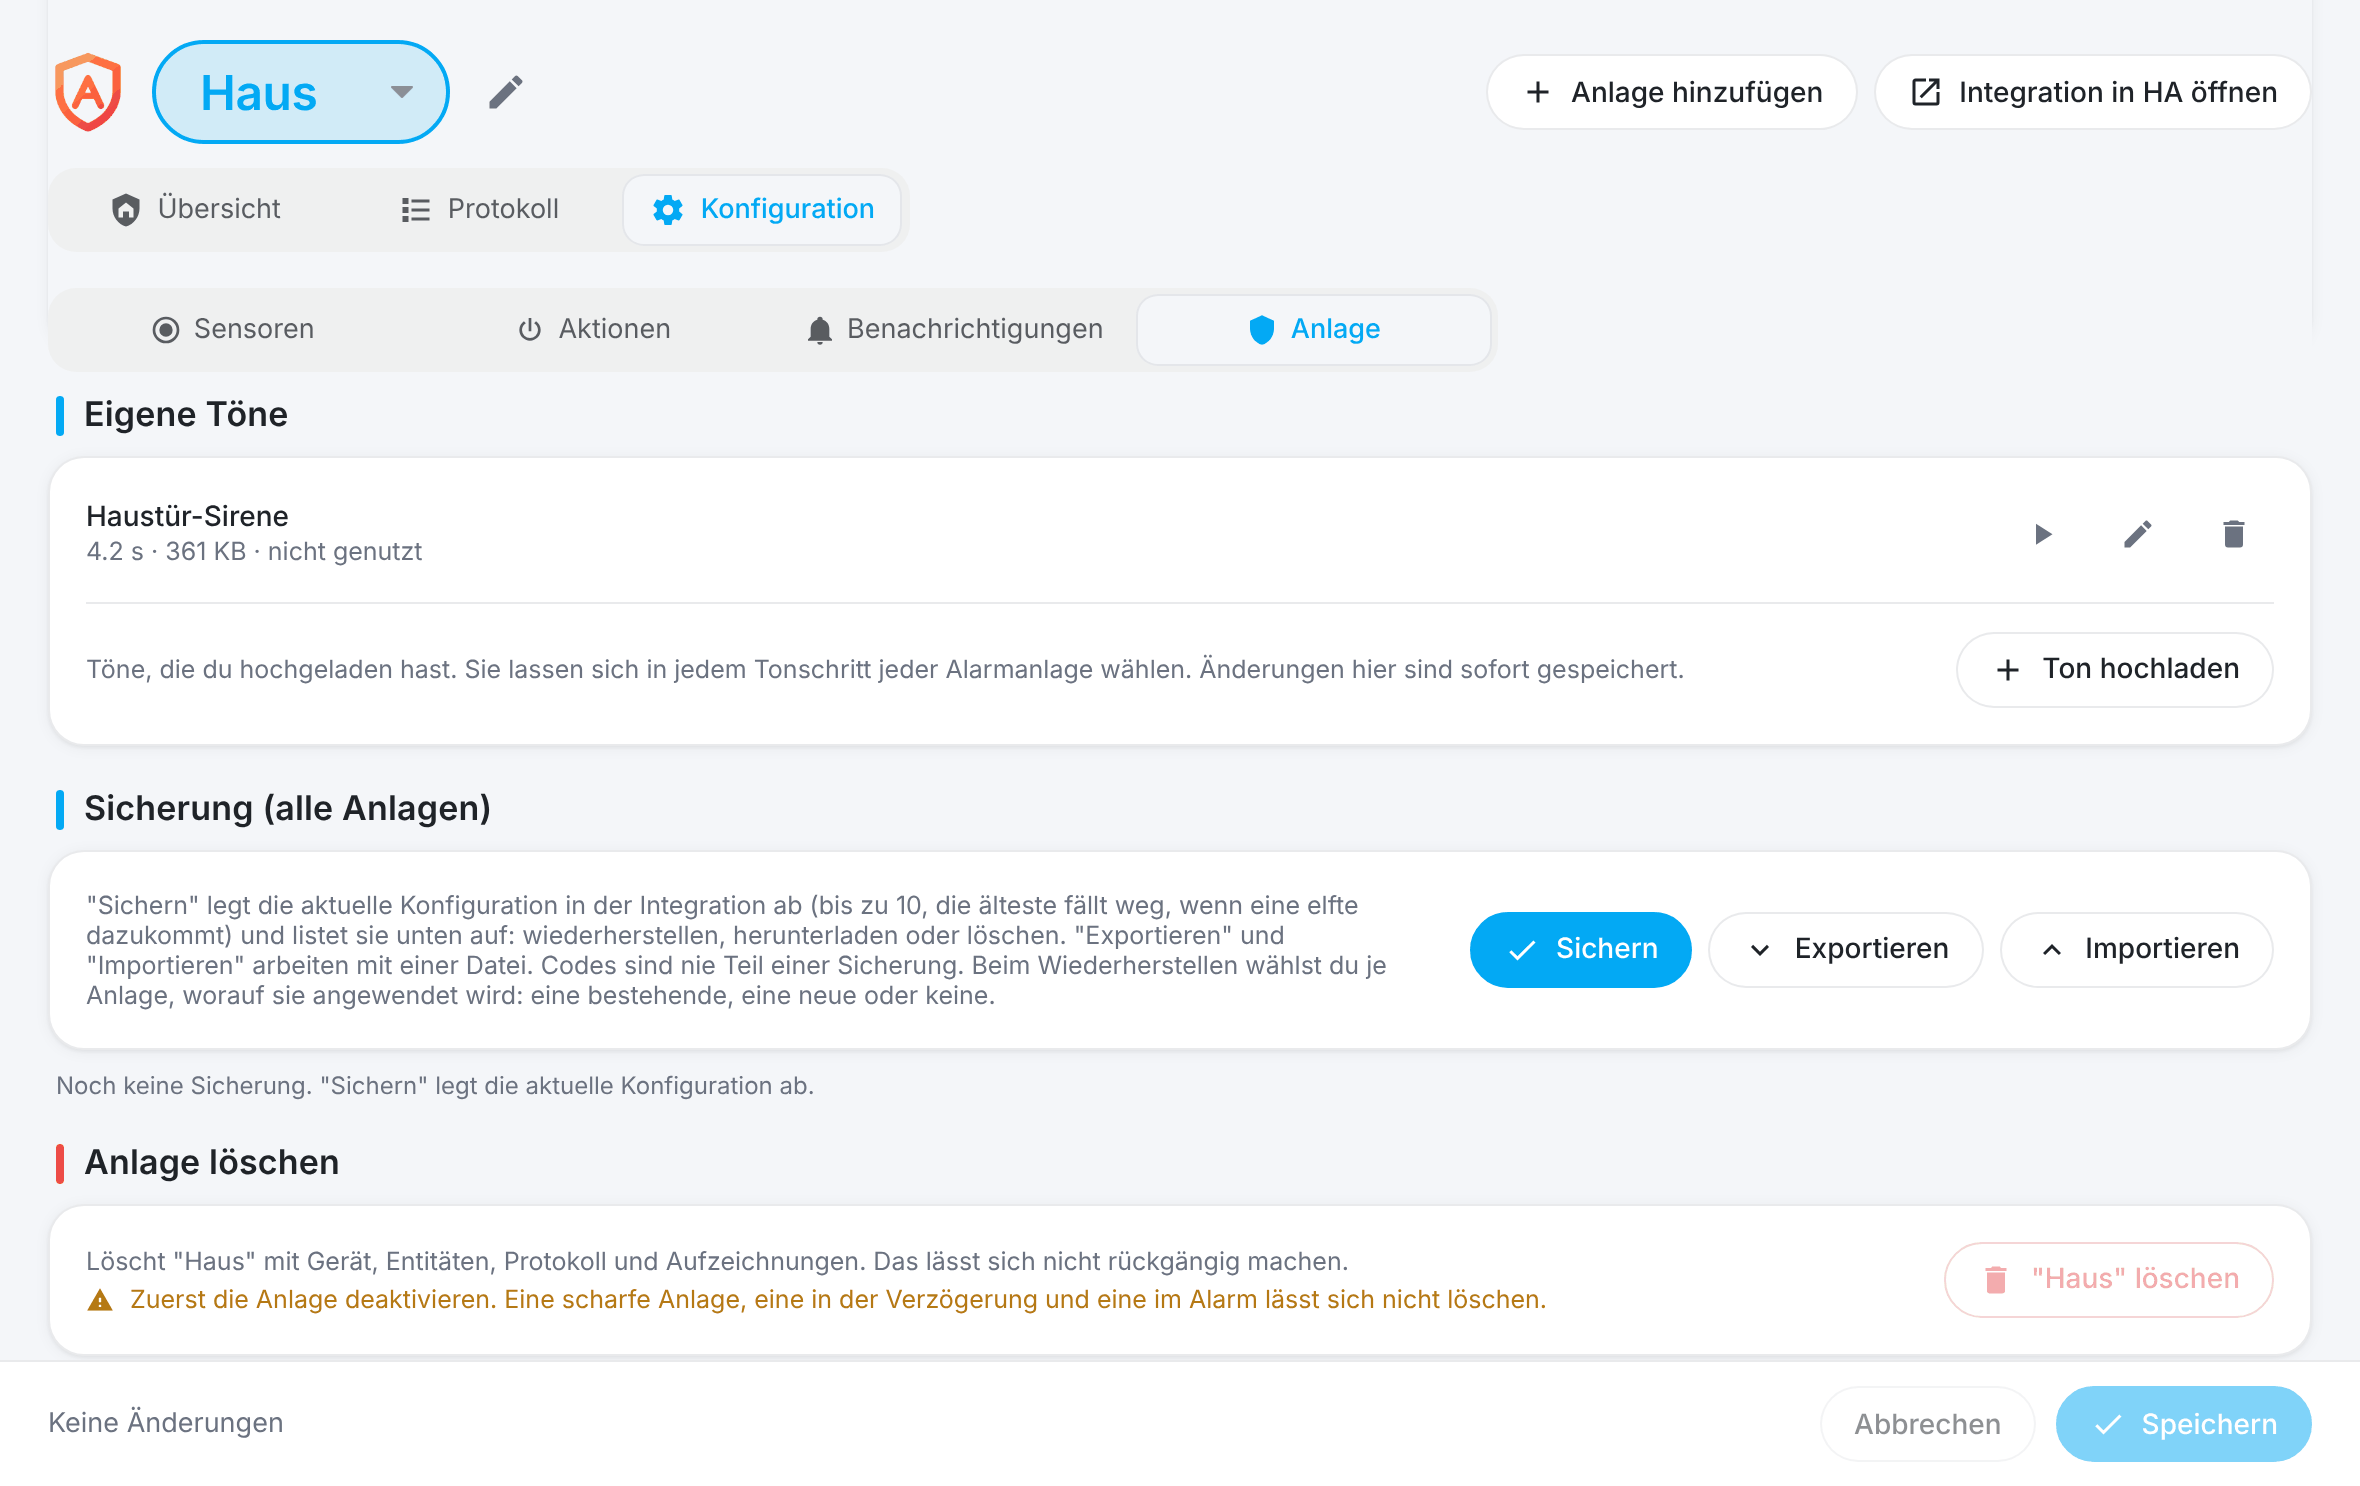 Haus
Anlage hinzufügen
Integration in HA öffnen
Übersicht
Protokoll
Konfiguration
Sensoren
Aktionen
Benachrichtigungen
Anlage
Eigene Töne
Haustür-Sirene
4.2 s · 361 KB · nicht genutzt
Töne, die du hochgeladen hast. Sie lassen sich in jedem Tonschritt jeder Alarmanlage wählen. Änderungen hier sind sofort gespeichert.
Ton hochladen
Sicherung (alle Anlagen)
"Sichern" legt die aktuelle Konfiguration in der Integration ab (bis zu 10, die älteste fällt weg, wenn eine elfte
dazukommt) und listet sie unten auf: wiederherstellen, herunterladen oder löschen. "Exportieren" und
"Importieren" arbeiten mit einer Datei. Codes sind nie Teil einer Sicherung. Beim Wiederherstellen wählst du je
Anlage, worauf sie angewendet wird: eine bestehende, eine neue oder keine.
Sichern
Exportieren
Importieren
Noch keine Sicherung. "Sichern" legt die aktuelle Konfiguration ab.
Anlage löschen
Löscht "Haus" mit Gerät, Entitäten, Protokoll und Aufzeichnungen. Das lässt sich nicht rückgängig machen.
Zuerst die Anlage deaktivieren. Eine scharfe Anlage, eine in der Verzögerung und eine im Alarm lässt sich nicht löschen.
"Haus" löschen
Keine Änderungen
Abbrechen
Speichern